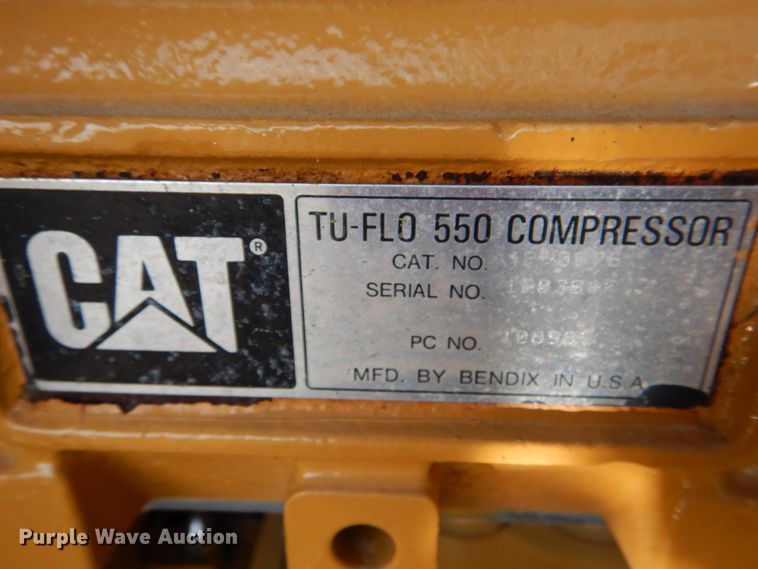 CAT®
TU-FLO 550 COMPRESSOR
CAT. NO.
SERIAL NO.
PC NO.
MFD. BY BENDIX IN U.S.A
Purple Wave Auction